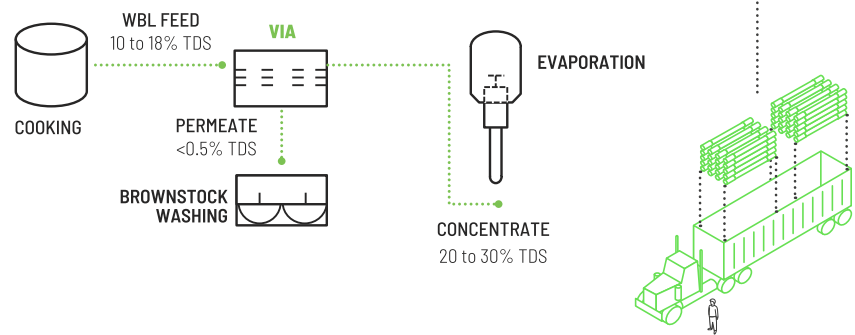 WBL FEED
10 to 18% TDS
VIA
COOKING
PERMEATE
<0.5% TDS
BROWNSTOCK
WASHING
EVAPORATION
CONCENTRATE
20 to 30% TDS